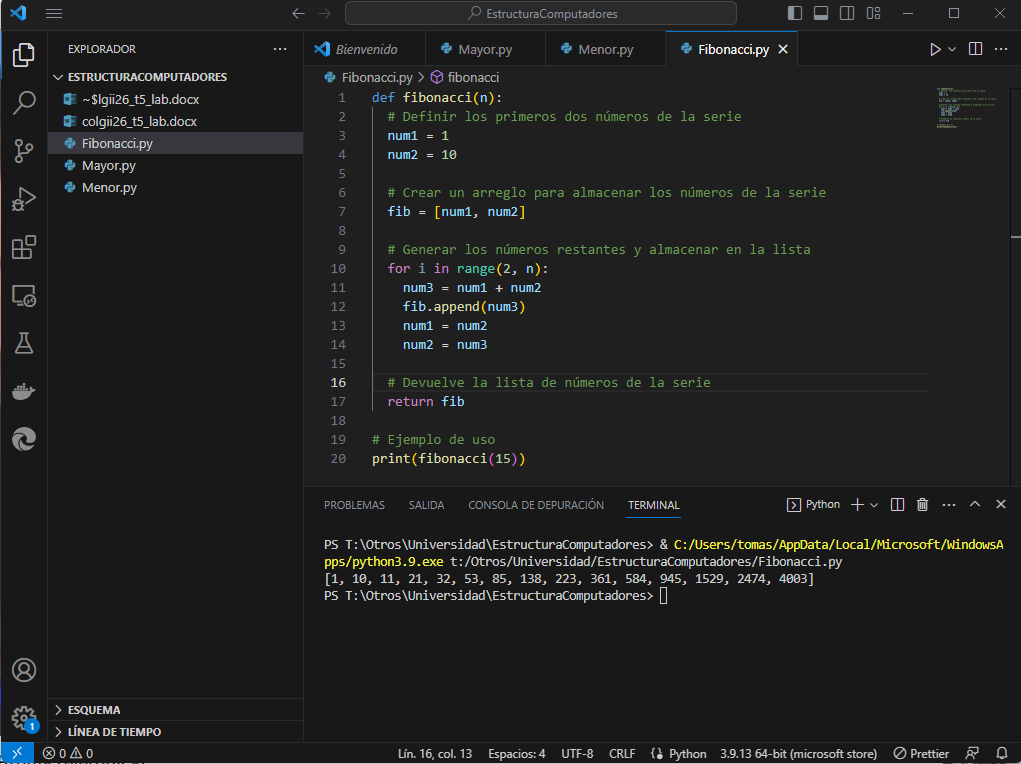 EstructuraComputadores
EXPLORADOR
ESTRUCTURACOMPUTADORES
~$lgii26_t5_lab.docx
colgii26_t5_lab.docx
Fibonacci.py
Mayor.py
Menor.py
ESQUEMA
LÍNEA DE TIEMPO
Bienvenido
Mayor.py
Menor.py
Fibonacci.py
Fibonacci.py > fibonacci
1 def fibonacci(n):
2 # Definir los primeros dos números de la serie
3 num1 = 1
4 num2 = 10
5
6 # Crear un arreglo para almacenar los números de la serie
7 fib = [num1, num2]
8
9 # Generar los números restantes y almacenar en la lista
10 for i in range(2, n):
11 num3 = num1 + num2
12 fib.append(num3)
13 num1 = num2
14 num2 = num3
15
16 # Devuelve la lista de números de la serie
17 return fib
18
19 # Ejemplo de uso
20 print(fibonacci(15))
PROBLEMAS SALIDA CONSOLA DE DEPURACIÓN TERMINAL
Python
PS T:\Otros\Universidad\EstructuraComputadores> & C:/Users/tomas/AppData/Local/Microsoft/WindowsA
pps/python3.9.exe t:/Otros/Universidad/EstructuraComputadores/Fibonacci.py
[1, 10, 11, 21, 32, 53, 85, 138, 223, 361, 584, 945, 1529, 2474, 4003]
PS T:\Otros\Universidad\EstructuraComputadores>
1
0 0 Lín. 16, col. 13 Espacios: 4 UTF-8 CRLF Python 3.9.13 64-bit (microsoft store) Prettier